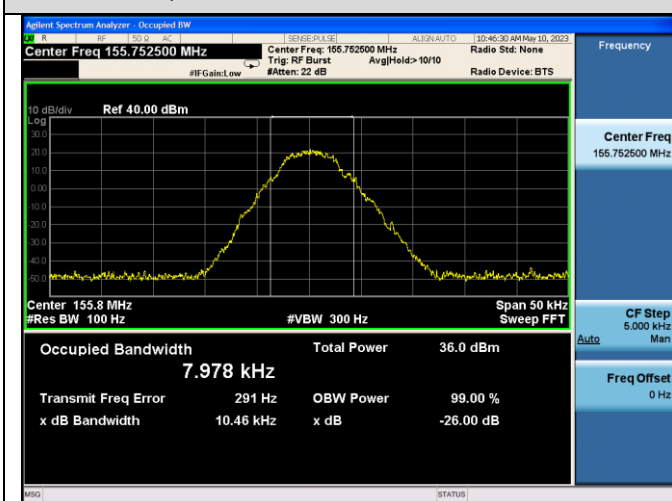 Agilent Spectrum Analyzer - Occupied BW
R RF 50 Ω AC SENSE:PULSE ALIGNAUTO 10:46:30 AM May 10, 2023
Center Freq 155.752500 MHz
Center Freq: 155.752500 MHz
Radio Std: None
Trig: RF Burst
Avg|Hold:> 10/10
#IFGain:Low
#Atten: 22 dB
Radio Device: BTS
10 dB/div
Ref 40.00 dBm
Log
30.0
20.0
10.0
0.00
-10.0
-20.0
-30.0
-40.0
-50.0
Center 155.8 MHz
Span 50 kHz
#Res BW 100 Hz
#VBW 300 Hz
Sweep FFT
Occupied Bandwidth
Total Power
36.0 dBm
7.978 kHz
Transmit Freq Error
291 Hz
OBW Power
99.00 %
x dB Bandwidth
10.46 kHz
x dB
-26.00 dB
MSG
STATUS
Frequency
Center Freq
155.752500 MHz
CF Step
5.000 kHz
Auto
Man
Freq Offset
0 Hz